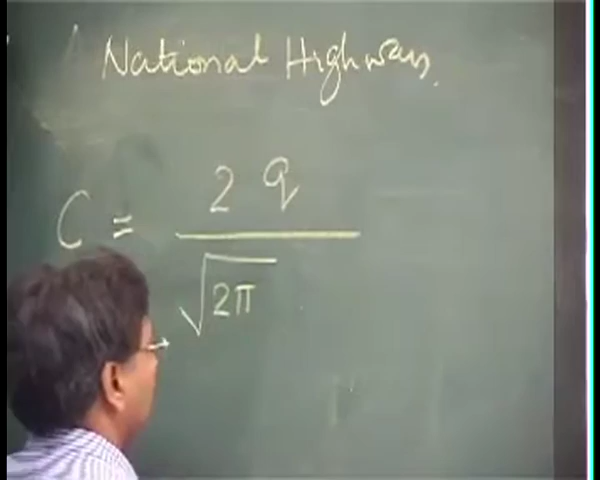 National Highways.
C = 2 q / √2π